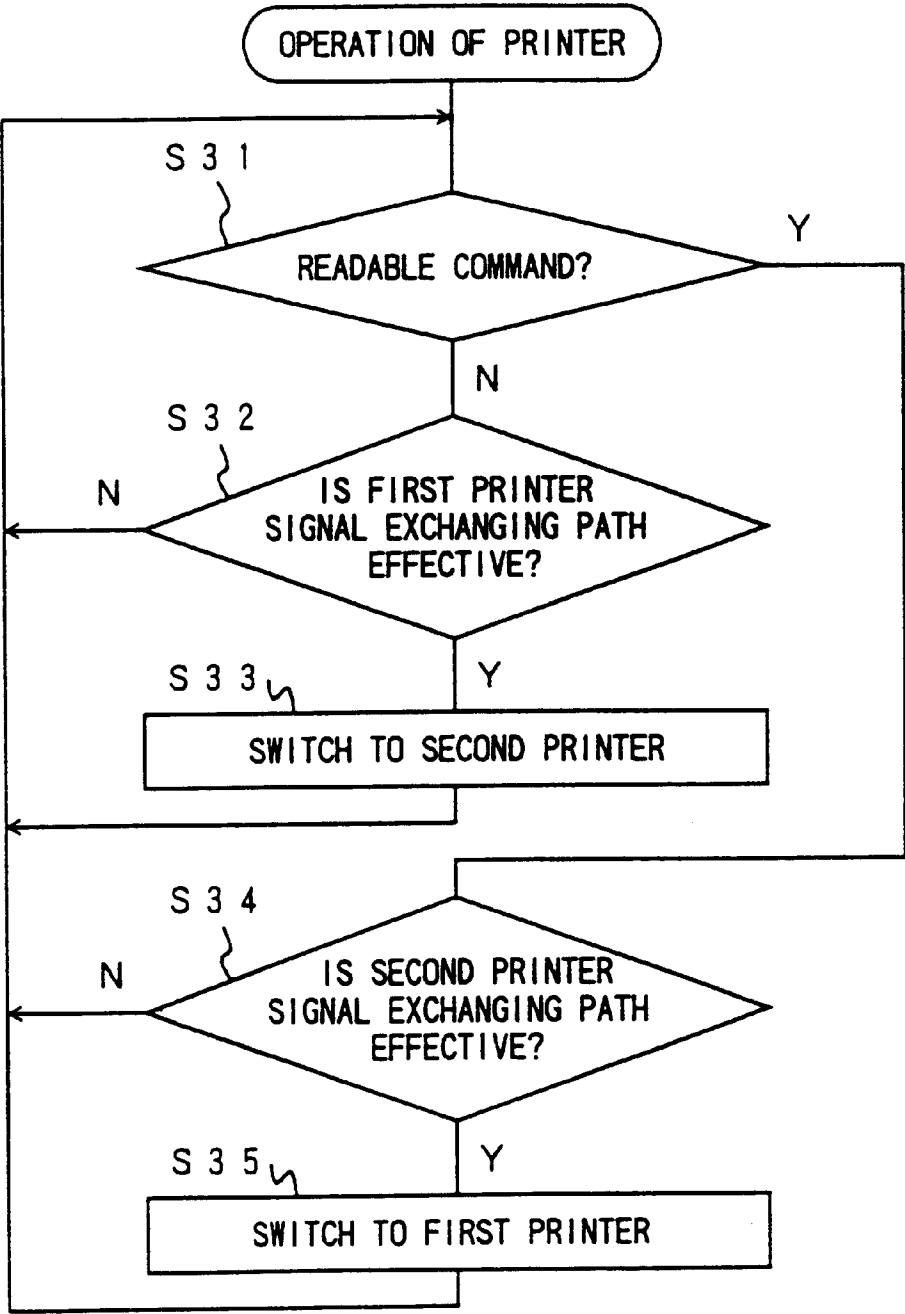 OPERATION OF PRINTER
S31
Y
READABLE COMMAND?
N
S32
N
IS FIRST PRINTER
SIGNAL EXCHANGING PATH
EFFECTIVE?
Y
S33
SWITCH TO SECOND PRINTER
S34
N
IS SECOND PRINTER
SIGNAL EXCHANGING PATH
EFFECTIVE?
Y
S35
SWITCH TO FIRST PRINTER